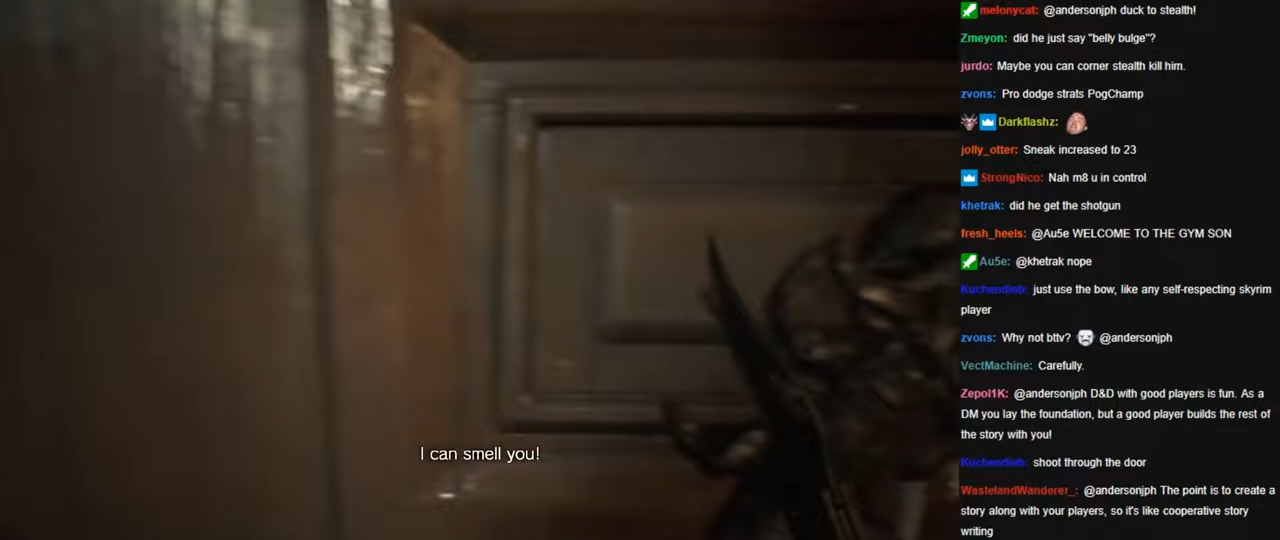 I can smell you!
melonycat: @andersonjph duck to stealth!
Zmeyon: did he just say "belly bulge"?
jurdo: Maybe you can corner stealth kill him.
zvons: Pro dodge strats PogChamp
Darkflashz:
jolly_otter: Sneak increased to 23
StrongNico: Nah m8 u in control
khetrak: did he get the shotgun
fresh_heels: @Au5e WELCOME TO THE GYM SON
Au5e: @khetrak nope
Kuchendieb: just use the bow, like any self-respecting skyrim
player
zvons: Why not bttv? @andersonjph
VectMachine: Carefully.
Zepol1K: @andersonjph D&D with good players is fun. As a
DM you lay the foundation, but a good player builds the rest of
the story with you!
Kuchendieb: shoot through the door
WastelandWanderer_: @andersonjph The point is to create a
story along with your players, so it's like cooperative story
writing